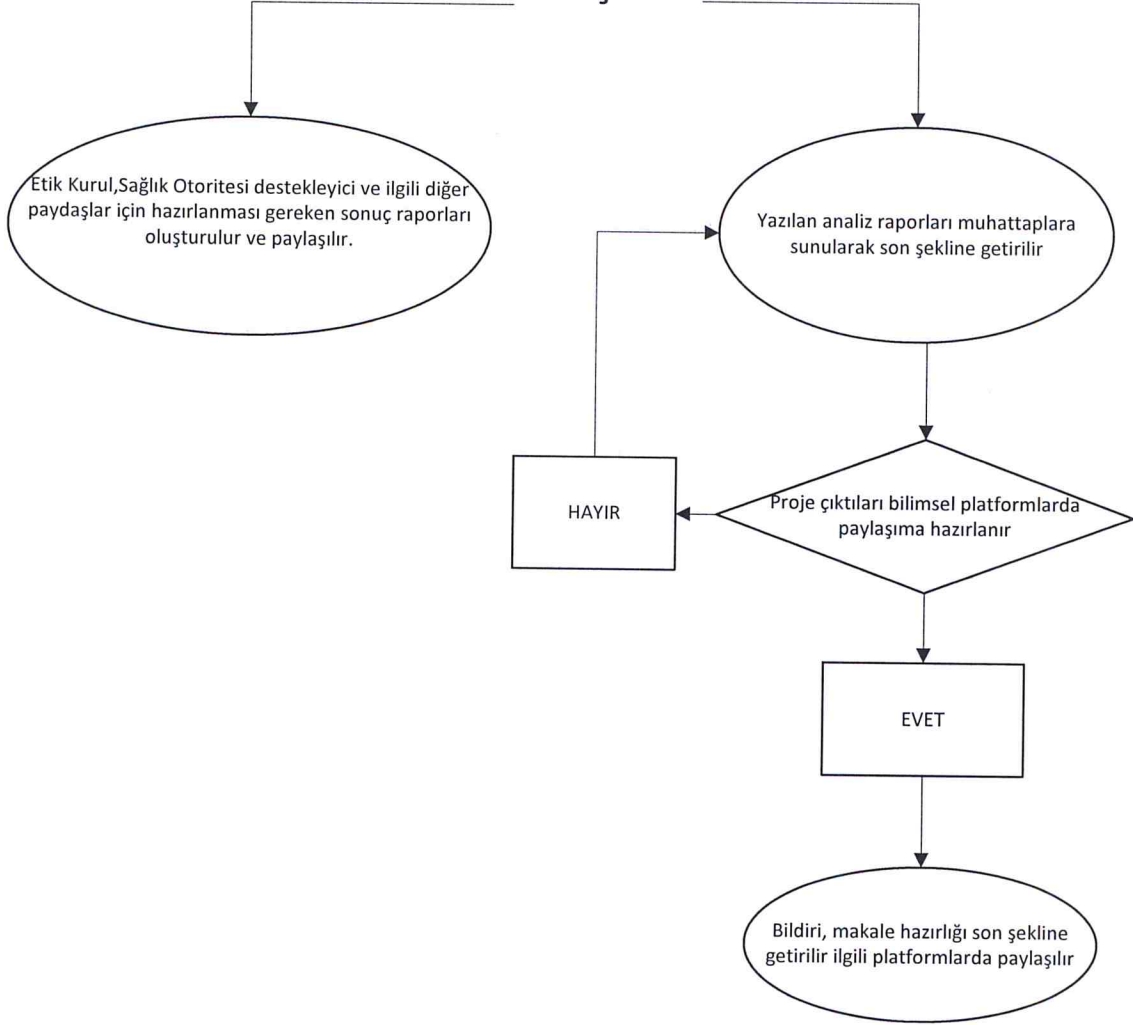 Etik Kurul,Sağlık Otoritesi destekleyici ve ilgili diğer
paydaşlar için hazırlanması gereken sonuç raporları
oluşturulur ve paylaşılır.
Yazılan analiz raporları muhattaplara
sunularak son şekline getirilir
HAYIR
Proje çıktıları bilimsel platformlarda
paylaşıma hazırlanır
EVET
Bildiri, makale hazırlığı son şekline
getirilir ilgili platformlarda paylaşılır